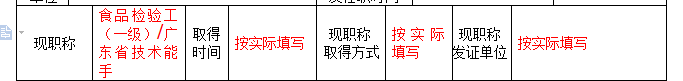 现职称
食品检验工
（一级）/广
东省技术能
手
取得
时间
按实际填写
现职称
取得方式
按实际
填写
现职称
发证单位
按实际填写